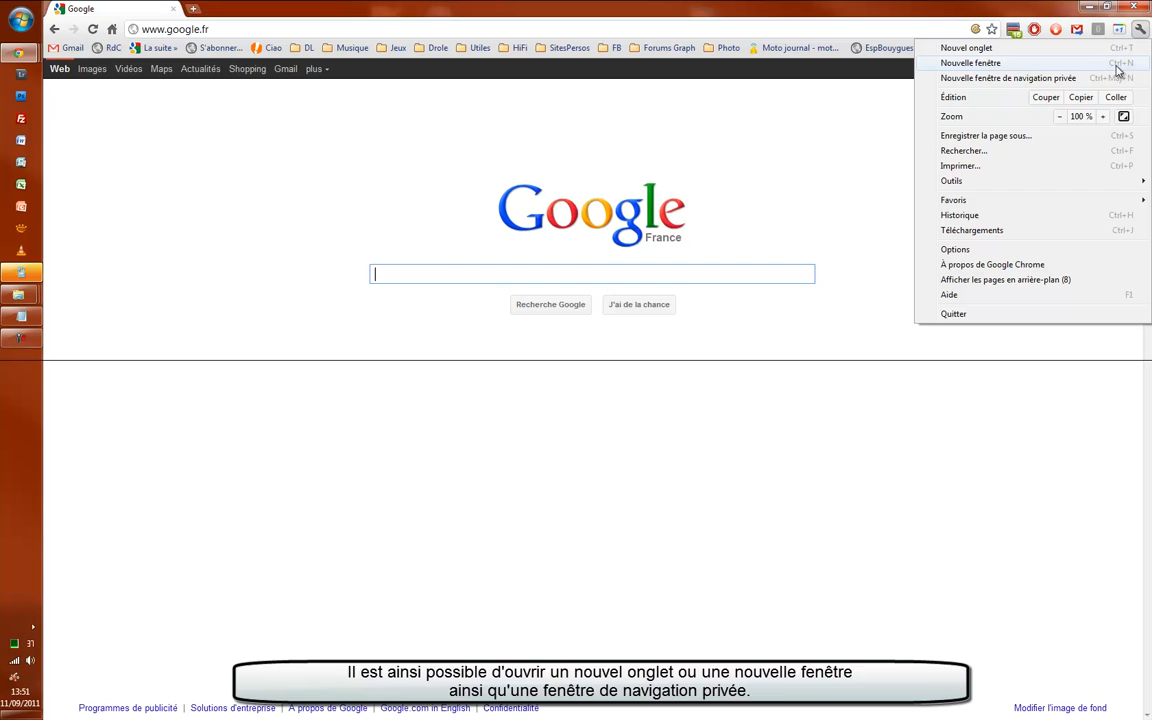 Google
www.google.fr
Gmail RdC La suite » S'abonner... Ciao DL Musique Jeux Drole Utiles HiFi SitesPersos FB Forums Graph Photo Moto journal - mot... EspBouygues
Web Images Vidéos Maps Actualités Shopping Gmail plus
Nouvel onglet Ctrl+T
Nouvelle fenêtre Ctrl+N
Nouvelle fenêtre de navigation privée Ctrl+Maj+N
Édition Couper Copier Coller
Zoom − 100 % +
Enregistrer la page sous... Ctrl+S
Rechercher... Ctrl+F
Imprimer... Ctrl+P
Outils
Favoris
Historique Ctrl+H
Téléchargements Ctrl+J
Options
À propos de Google Chrome
Afficher les pages en arrière-plan (8)
Aide F1
Quitter
Google
France
Recherche Google J'ai de la chance
Il est ainsi possible d'ouvrir un nouvel onglet ou une nouvelle fenêtre
ainsi qu'une fenêtre de navigation privée.
Programmes de publicité Solutions d'entreprise À propos de Google Google.com in English Confidentialité Modifier l'image de fond
37
13:51
11/09/2011